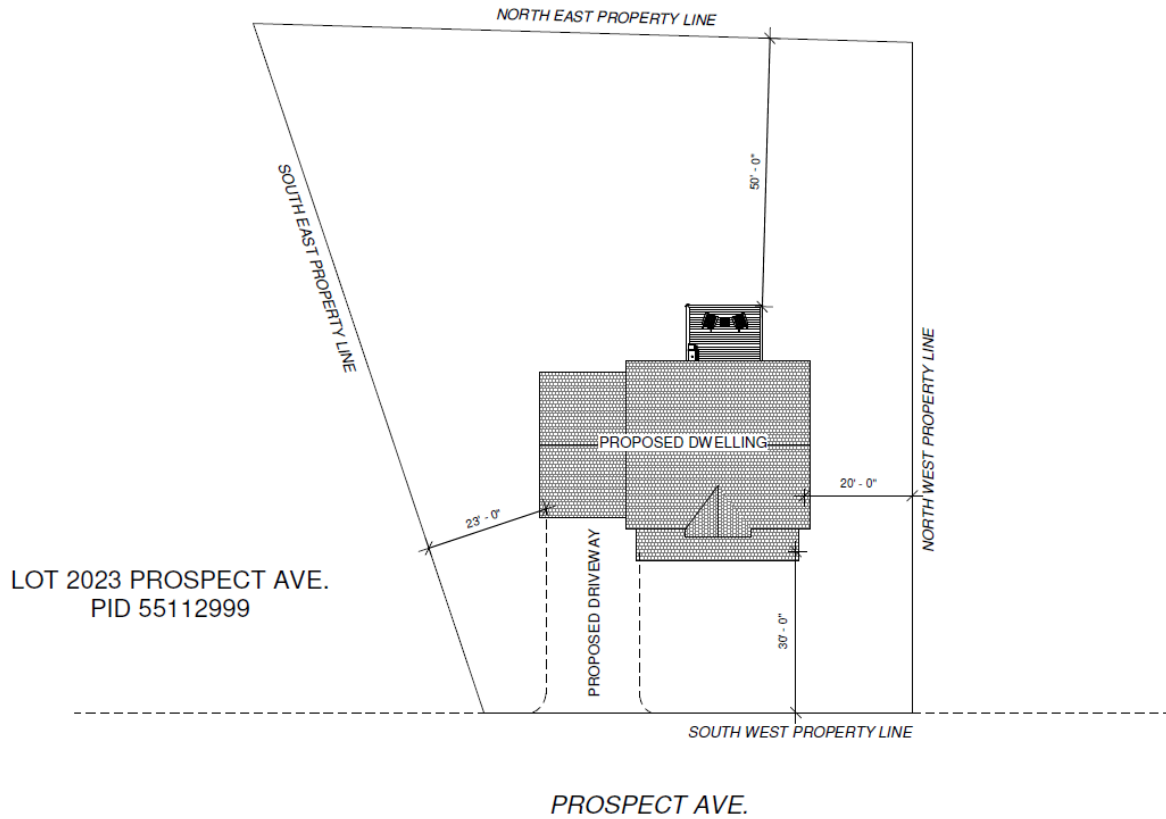 NORTH EAST PROPERTY LINE
SOUTH EAST PROPERTY LINE
50' - 0"
NORTH WEST PROPERTY LINE
PROPOSED DWELLING
20' - 0"
23' - 0"
PROPOSED DRIVEWAY
LOT 2023 PROSPECT AVE.
PID 55112999
30' - 0"
SOUTH WEST PROPERTY LINE
PROSPECT AVE.